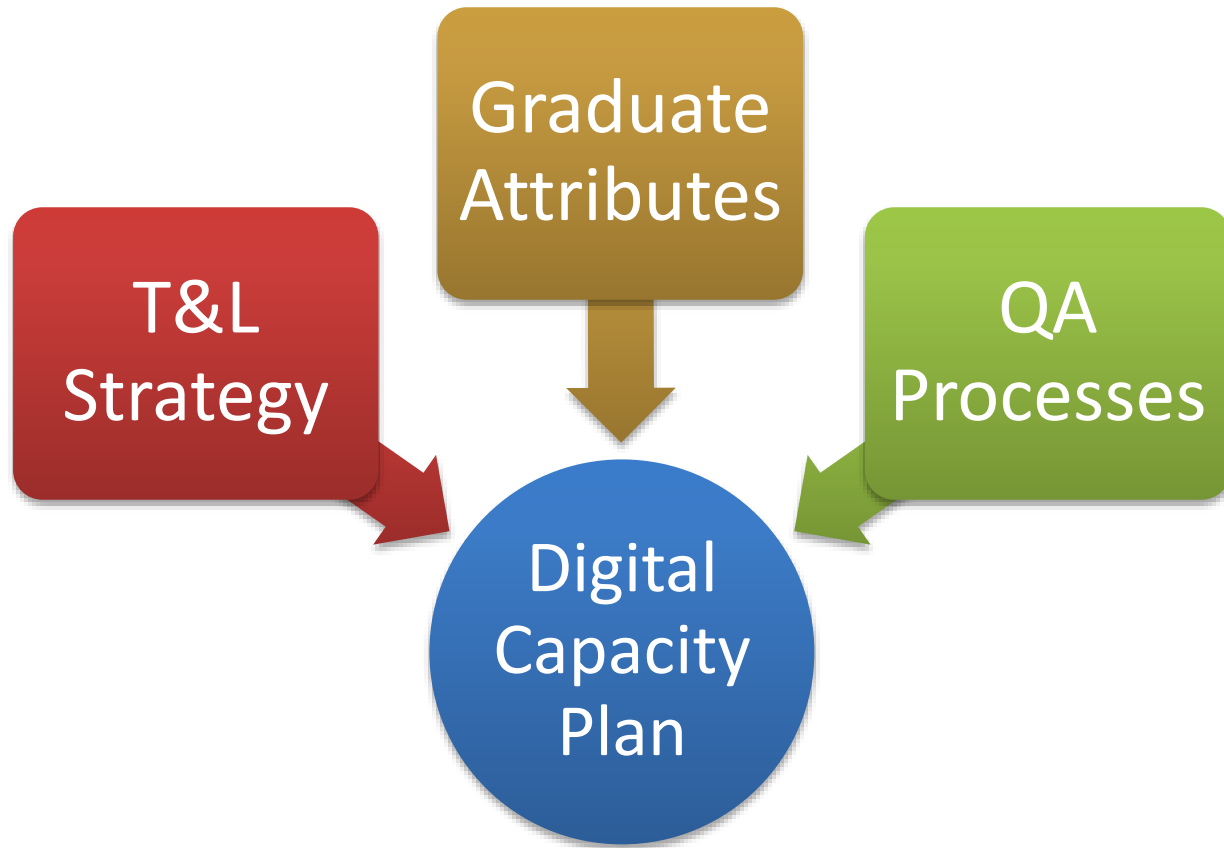 Graduate
Attributes
T&L
Strategy
QA
Processes
Digital
Capacity
Plan